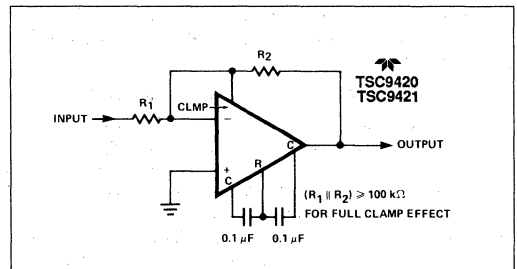 R2
TSC9420
TSC9421
R1
CLMP
INPUT
−
+
C
R
C
OUTPUT
(R1 ∥ R2) ⩾ 100 kΩ
FOR FULL CLAMP EFFECT
0.1 µF
0.1 µF